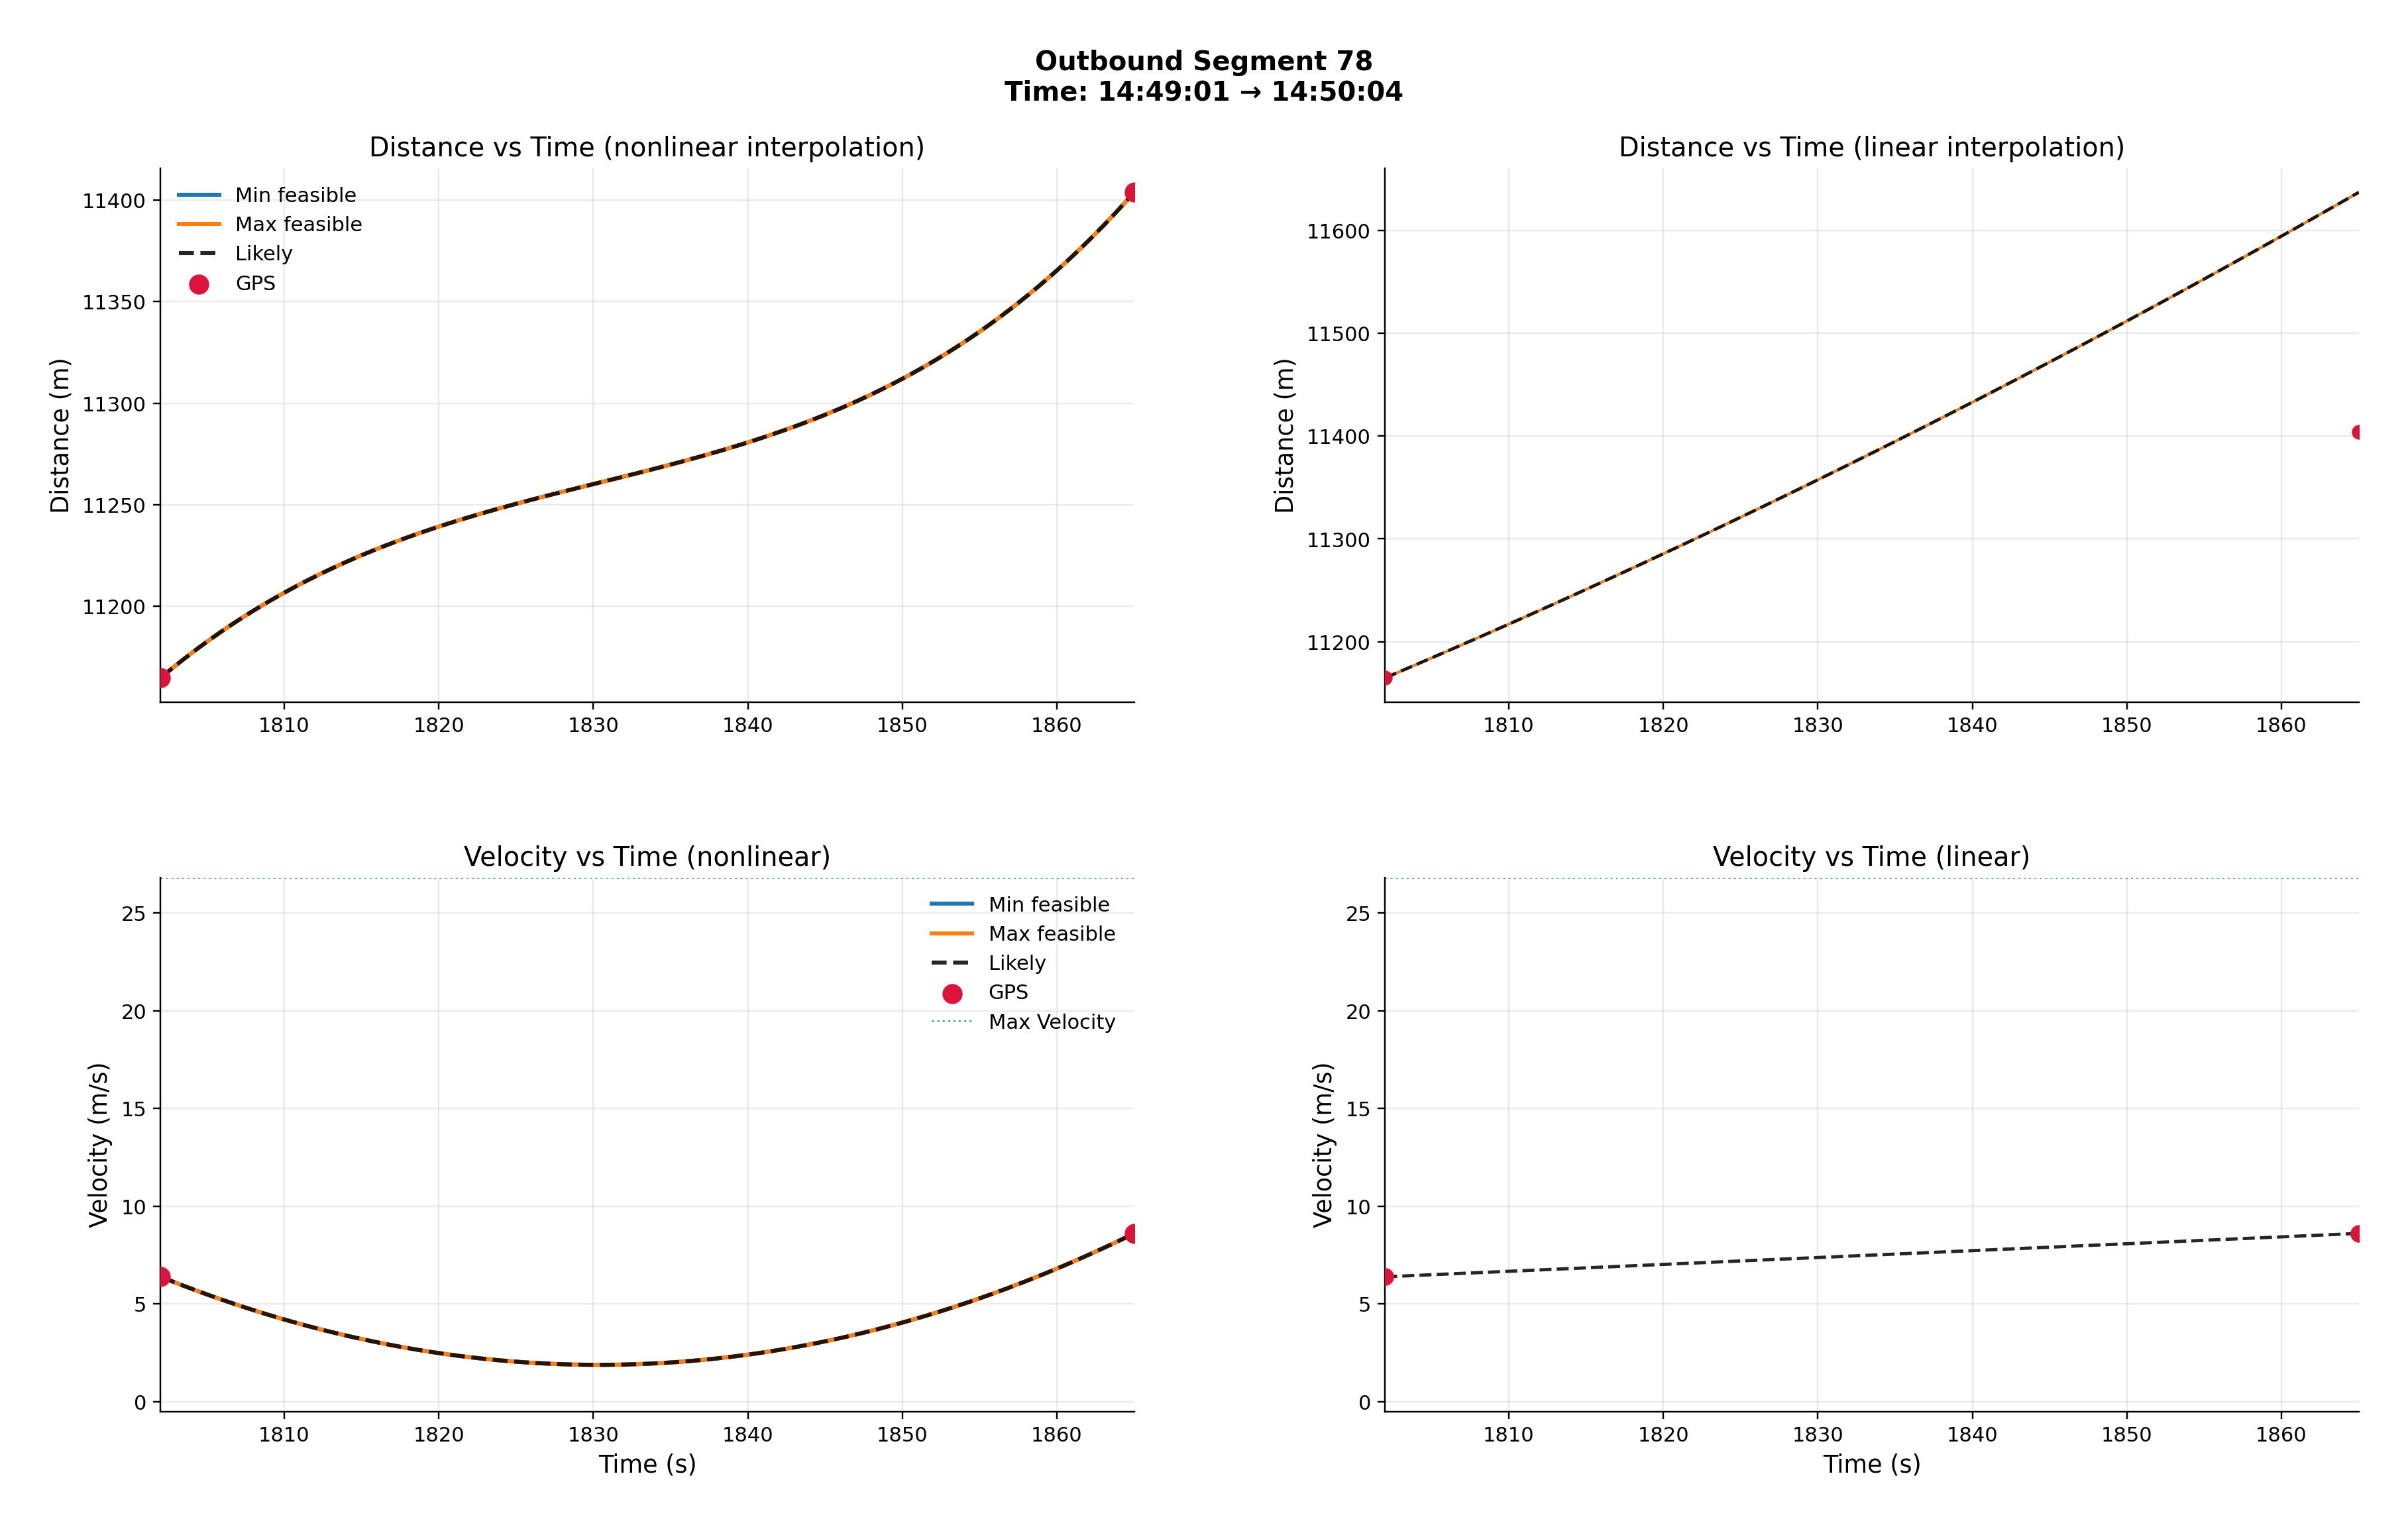 Outbound Segment 78
Time: 14:49:01 → 14:50:04
Distance vs Time (nonlinear interpolation)
Distance (m)
11400
11350
11300
11250
11200
Min feasible
Max feasible
Likely
GPS
1810 1820 1830 1840 1850 1860
Distance vs Time (linear interpolation)
Distance (m)
11600
11500
11400
11300
11200
1810 1820 1830 1840 1850 1860
Velocity vs Time (nonlinear)
Velocity (m/s)
25
20
15
10
5
0
Min feasible
Max feasible
Likely
GPS
Max Velocity
1810 1820 1830 1840 1850 1860
Time (s)
Velocity vs Time (linear)
Velocity (m/s)
25
20
15
10
5
0
1810 1820 1830 1840 1850 1860
Time (s)